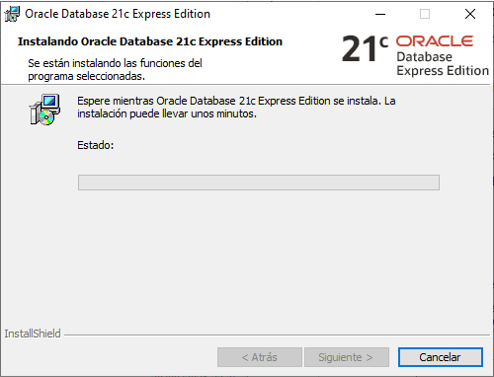 Oracle Database 21c Express Edition
Instalando Oracle Database 21c Express Edition
Se están instalando las funciones del
programa seleccionadas.
21c ORACLE
Database
Express Edition
Espere mientras Oracle Database 21c Express Edition se instala. La
instalación puede llevar unos minutos.
Estado:
InstallShield
< Atrás
Siguiente >
Cancelar